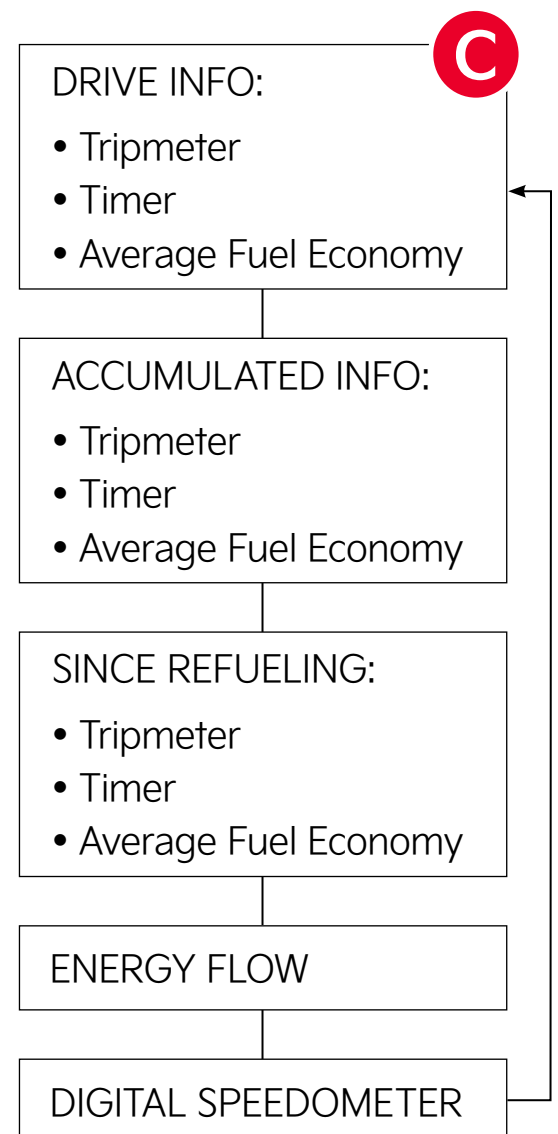 C
DRIVE INFO:
• Tripmeter
• Timer
• Average Fuel Economy
ACCUMULATED INFO:
• Tripmeter
• Timer
• Average Fuel Economy
SINCE REFUELING:
• Tripmeter
• Timer
• Average Fuel Economy
ENERGY FLOW
DIGITAL SPEEDOMETER